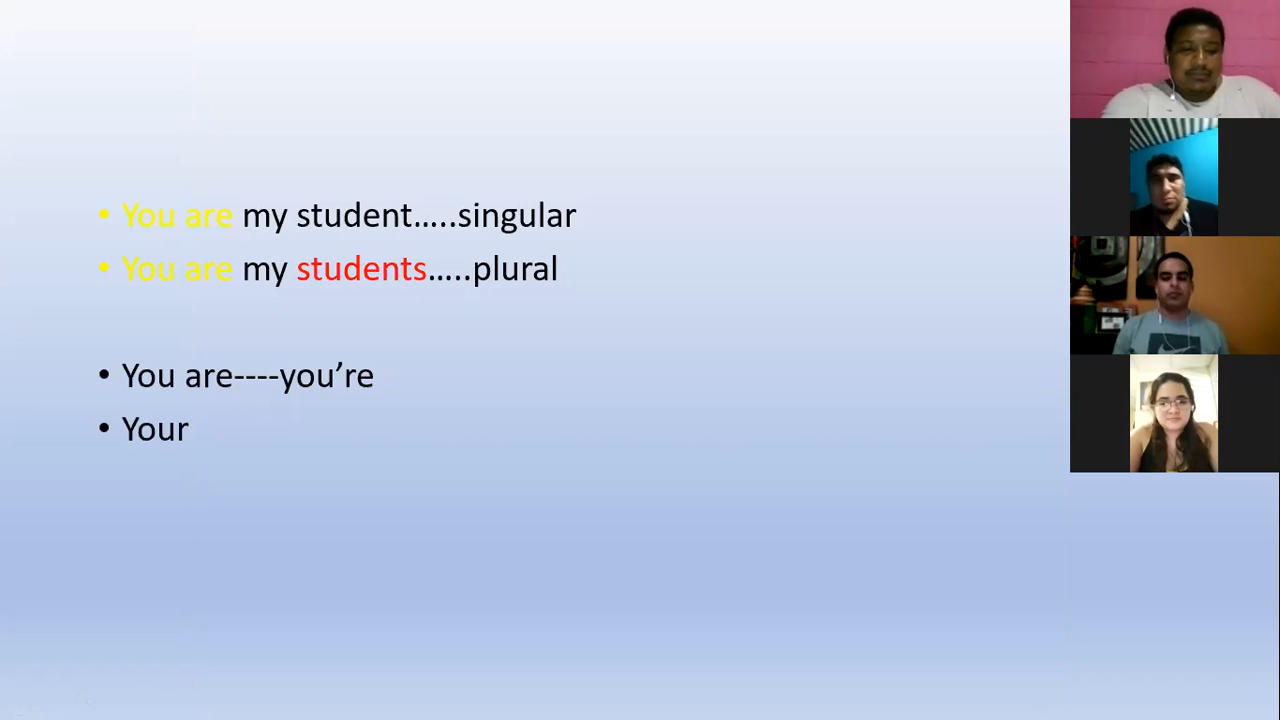 • You are my student…..singular
• You are my students…..plural
• You are----you’re
• Your